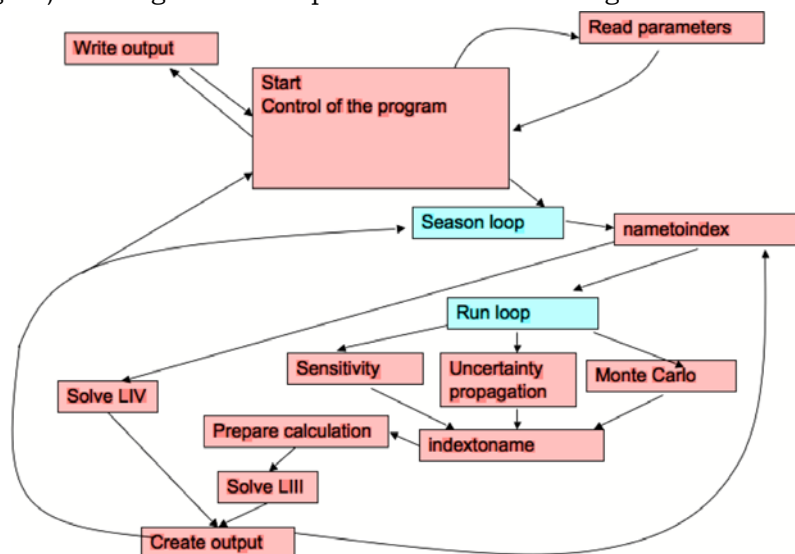 Read parameters
Write output
Start
Control of the program
Season loop
nametoindex
Run loop
Sensitivity
Uncertainty
propagation
Monte Carlo
Solve LIV
Prepare calculation
indextoname
Solve LIII
Create output